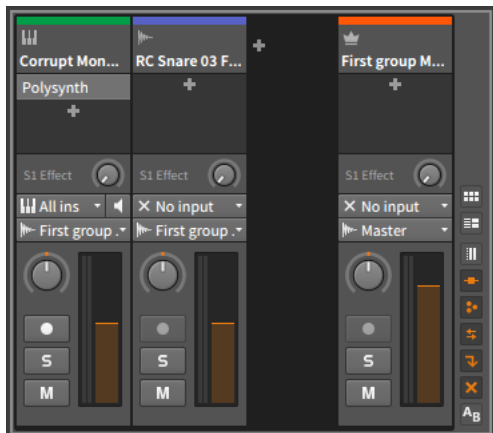 Corrupt Mon...
RC Snare 03 F...
First group M...
Polysynth
S1 Effect
S1 Effect
S1 Effect
All ins
No input
No input
First group .
First group .
Master
S
S
S
M
M
M
AB